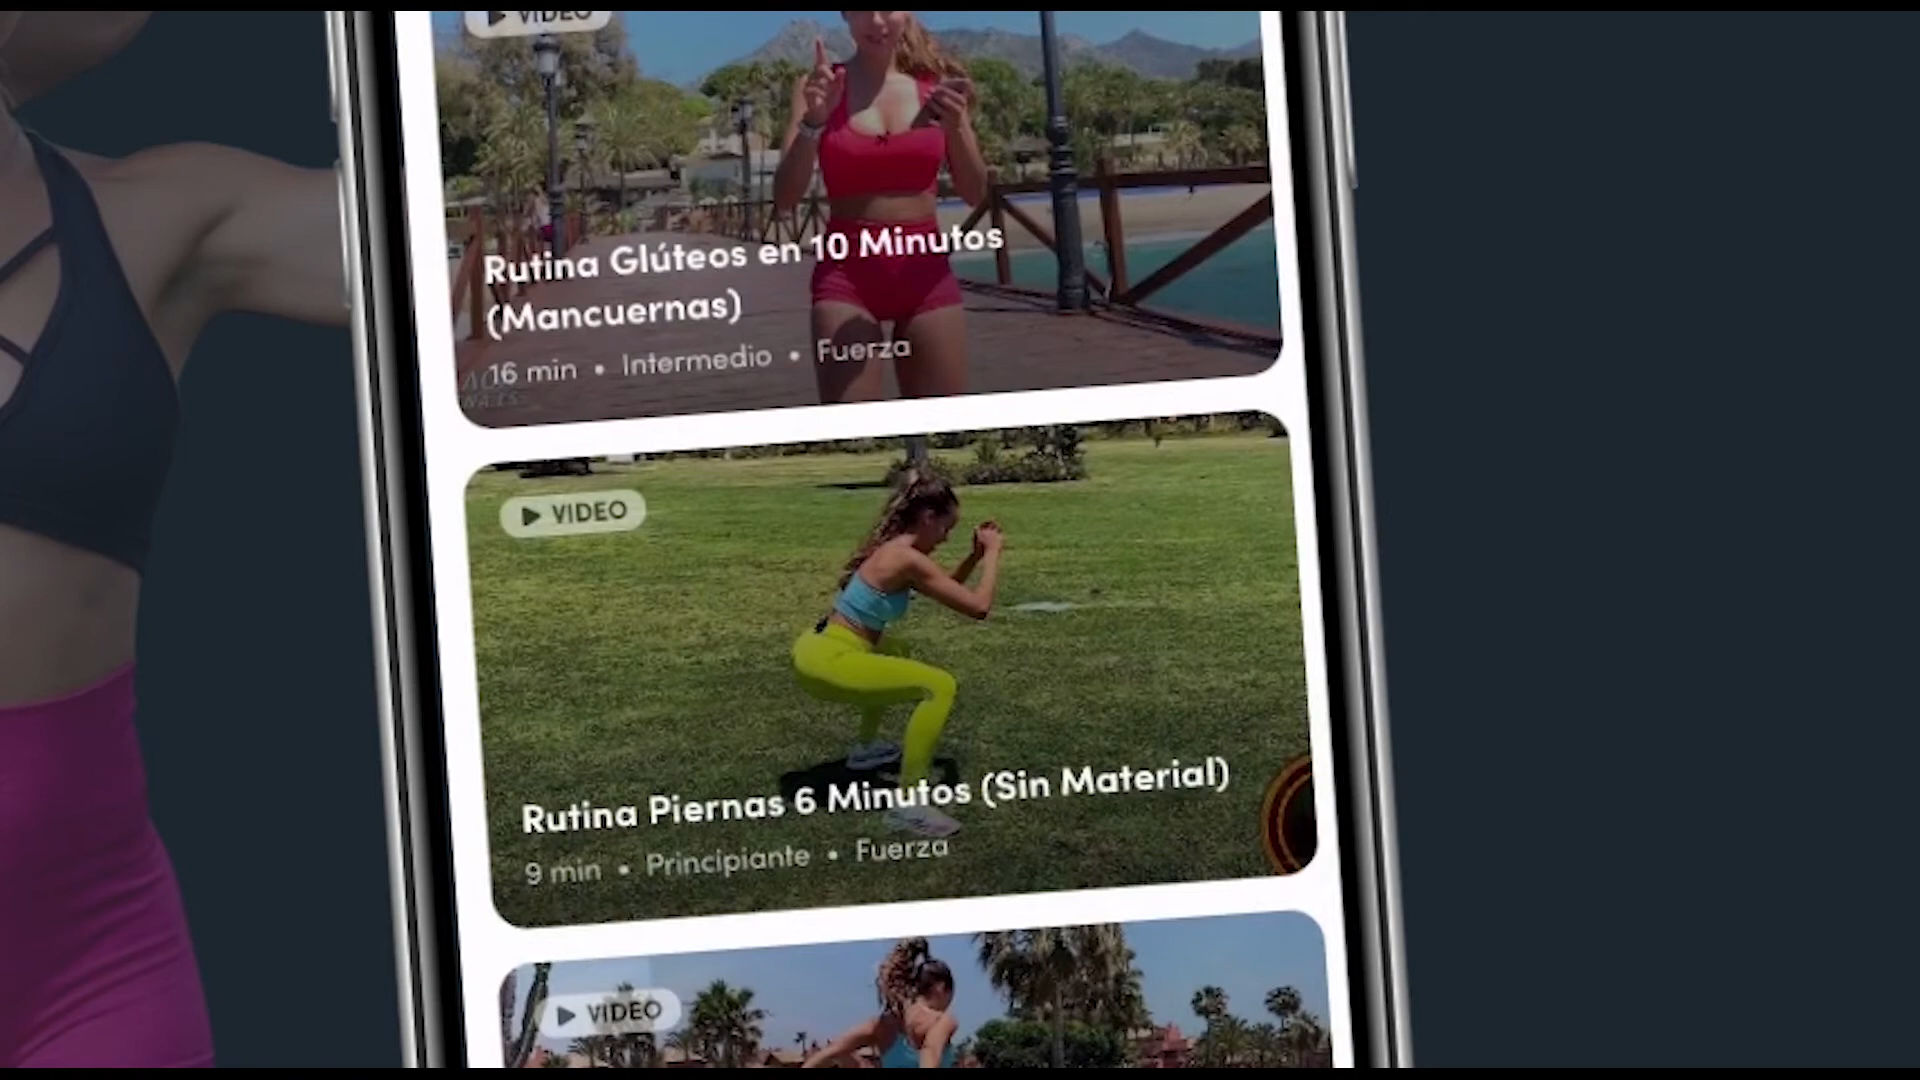 VIDEO
Rutina Glúteos en 10 Minutos
(Mancuernas)
16 min • Intermedio • Fuerza
VIDEO
Rutina Piernas 6 Minutos (Sin Material)
9 min • Principiante • Fuerza
VIDEO